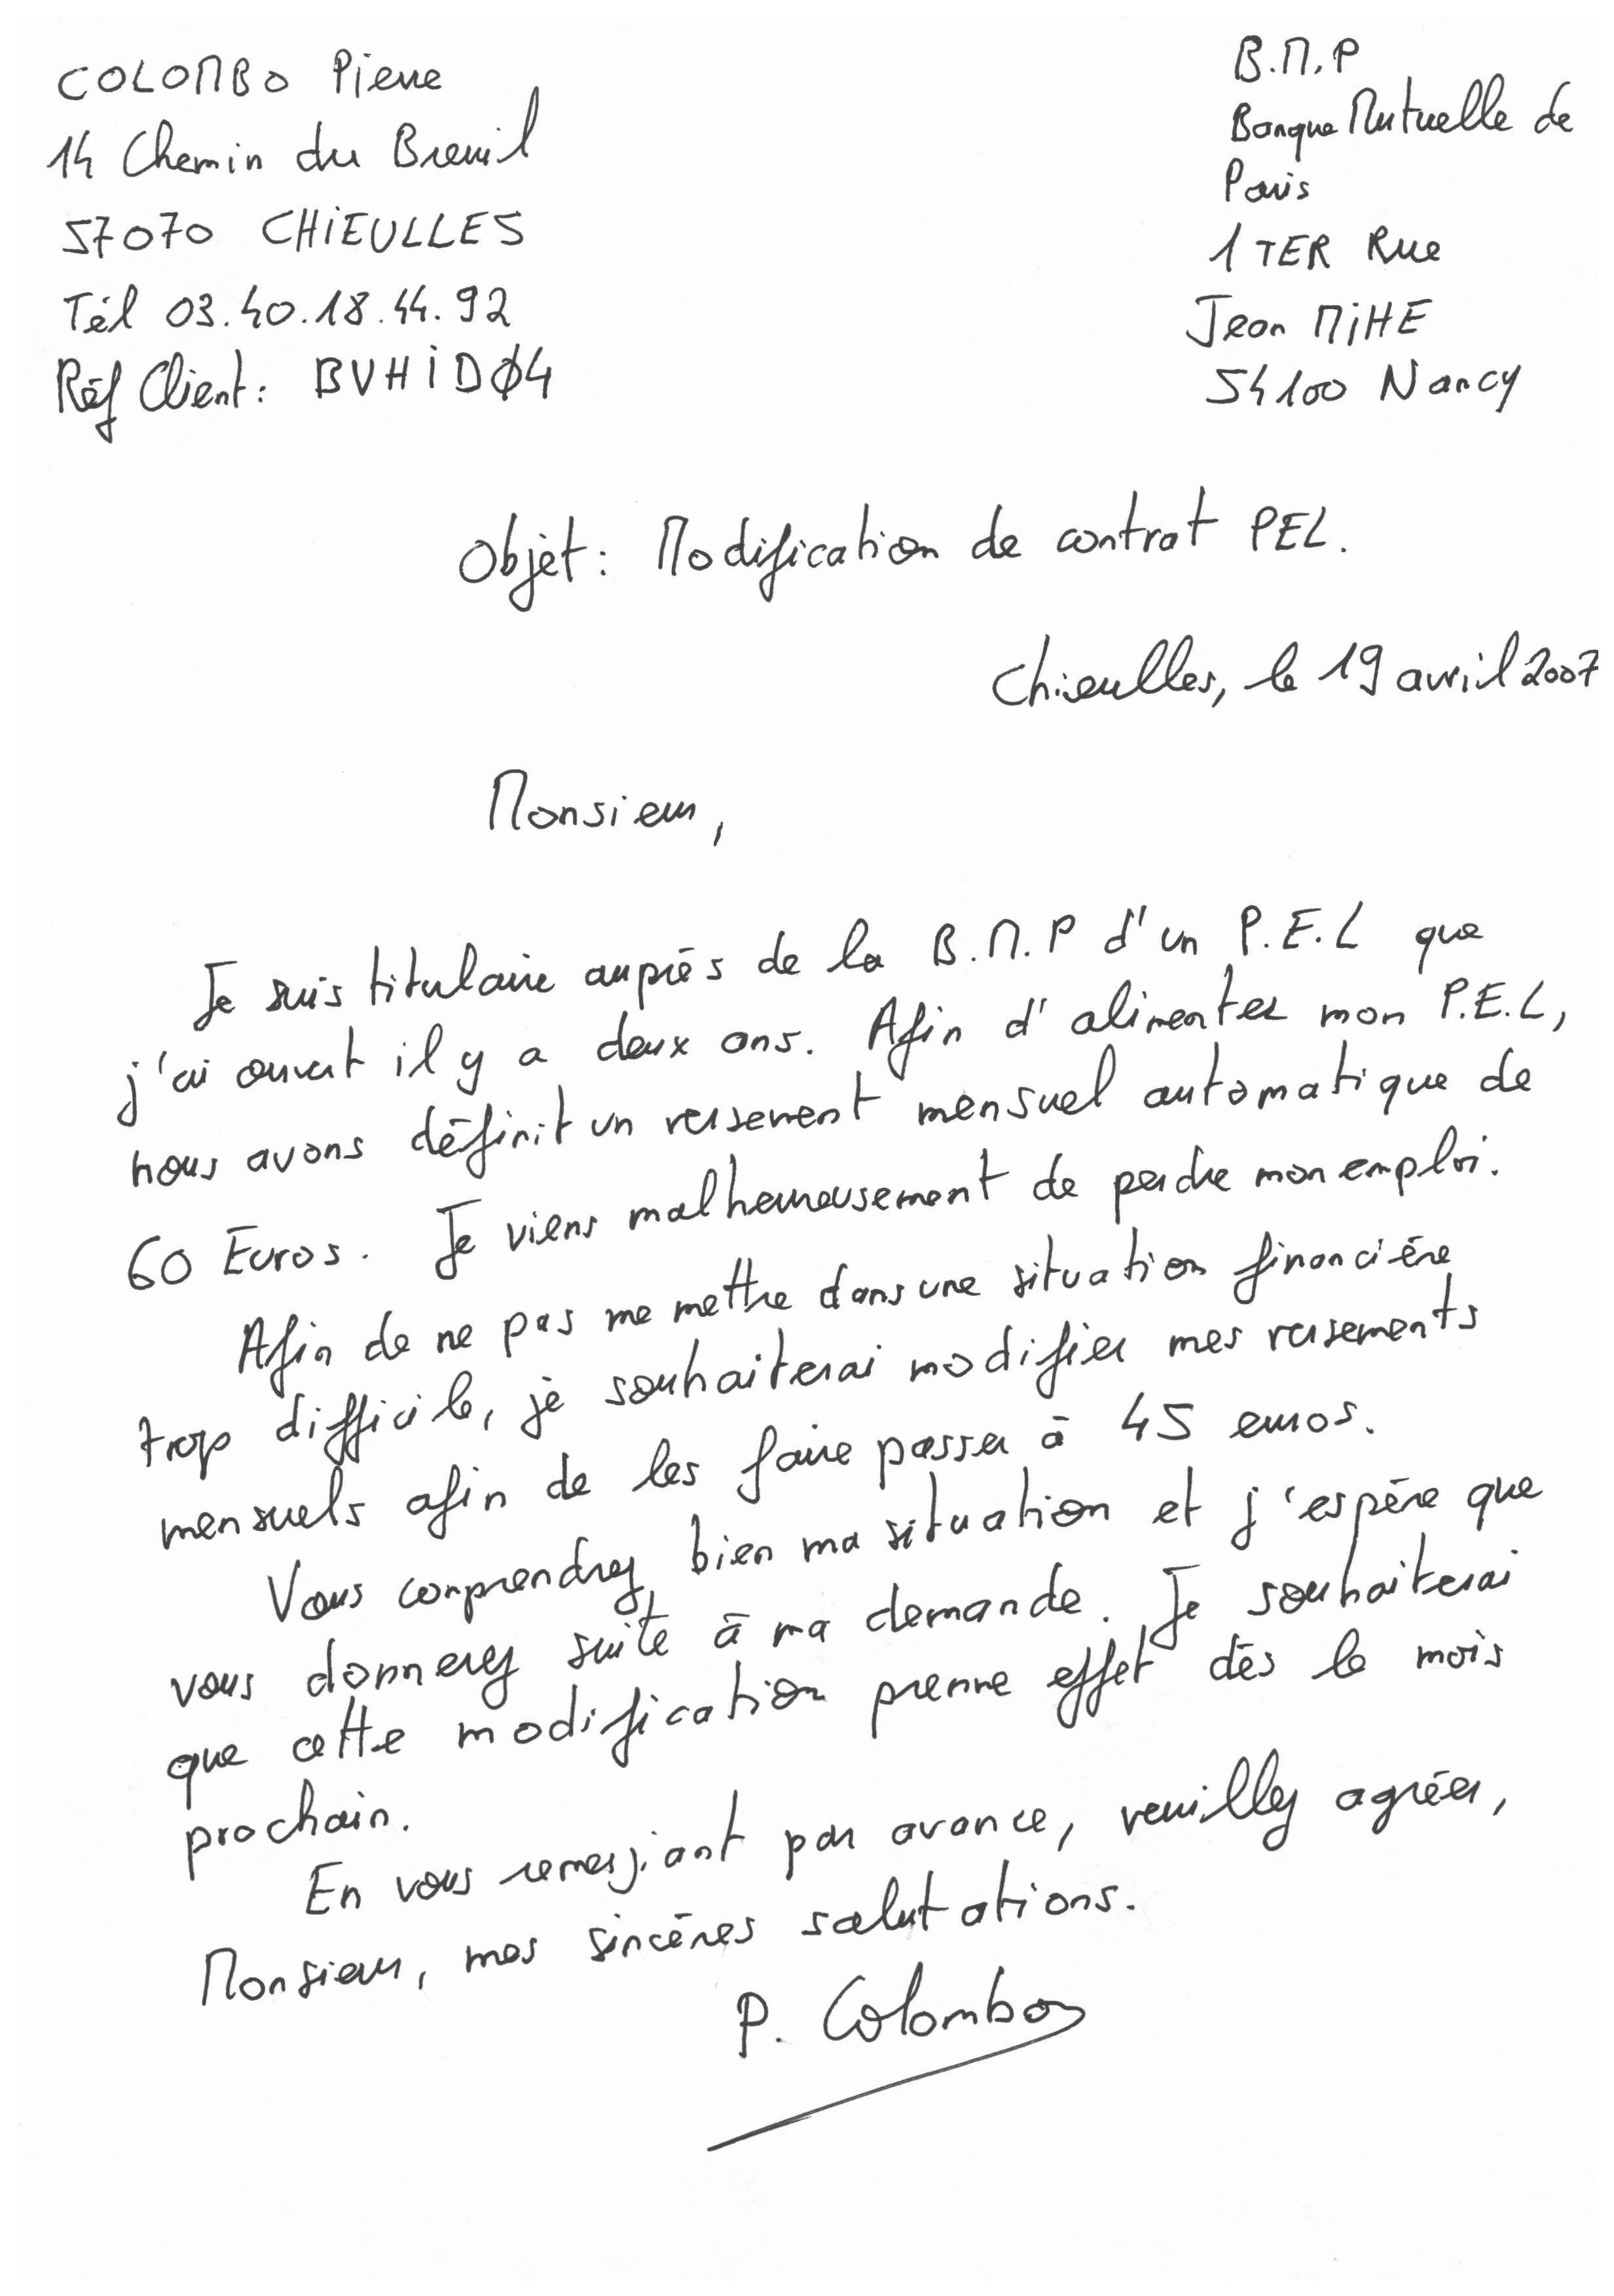 COLOMBO Pierre
14 Chemin du Breuil
57070 CHIEULLES
Tél 03.40.18.44.92
Réf Client : BVHID04
B.M.P
Banque Mutuelle de
Paris
1 TER Rue
Jean MIHE
54100 Nancy
Objet : Modification de contrat PEL.
Chieulles, le 19 avril 2007
Monsieur,
Je suis titulaire auprès de la B.M.P d'un P.E.L que
j'ai ouvert il y a deux ans. Afin d'alimenter mon P.E.L,
nous avons définit un versement mensuel automatique de
60 Euros. Je viens malheureusement de perdre mon emploi.
Afin de ne pas me mettre dans une situation financière
trop difficile, je souhaiterai modifier mes versements
mensuels afin de les faire passer à 45 euros.
Vous comprendrez bien ma situation et j'espère que
vous donnerez suite à ma demande. Je souhaiterai
que cette modification prenne effet dès le mois
prochain.
En vous remerjiant par avance, veuillez agréer,
Monsieur, mes sincères salutations.
P. Colombo